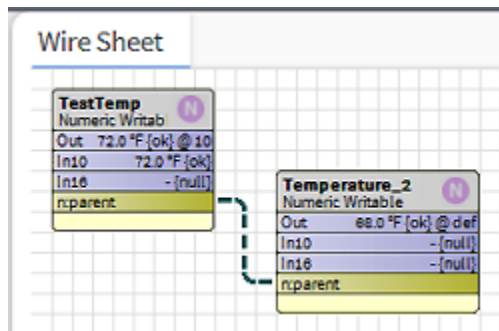 Wire Sheet
TestTemp
N
Numeric Writab
Out 72.0 °F {ok} @ 10
In10 72.0 °F {ok}
In16 - {null}
n:parent
Temperature_2
N
Numeric Writable
Out 68.0 °F {ok} @ def
In10 - {null}
In16 - {null}
n:parent